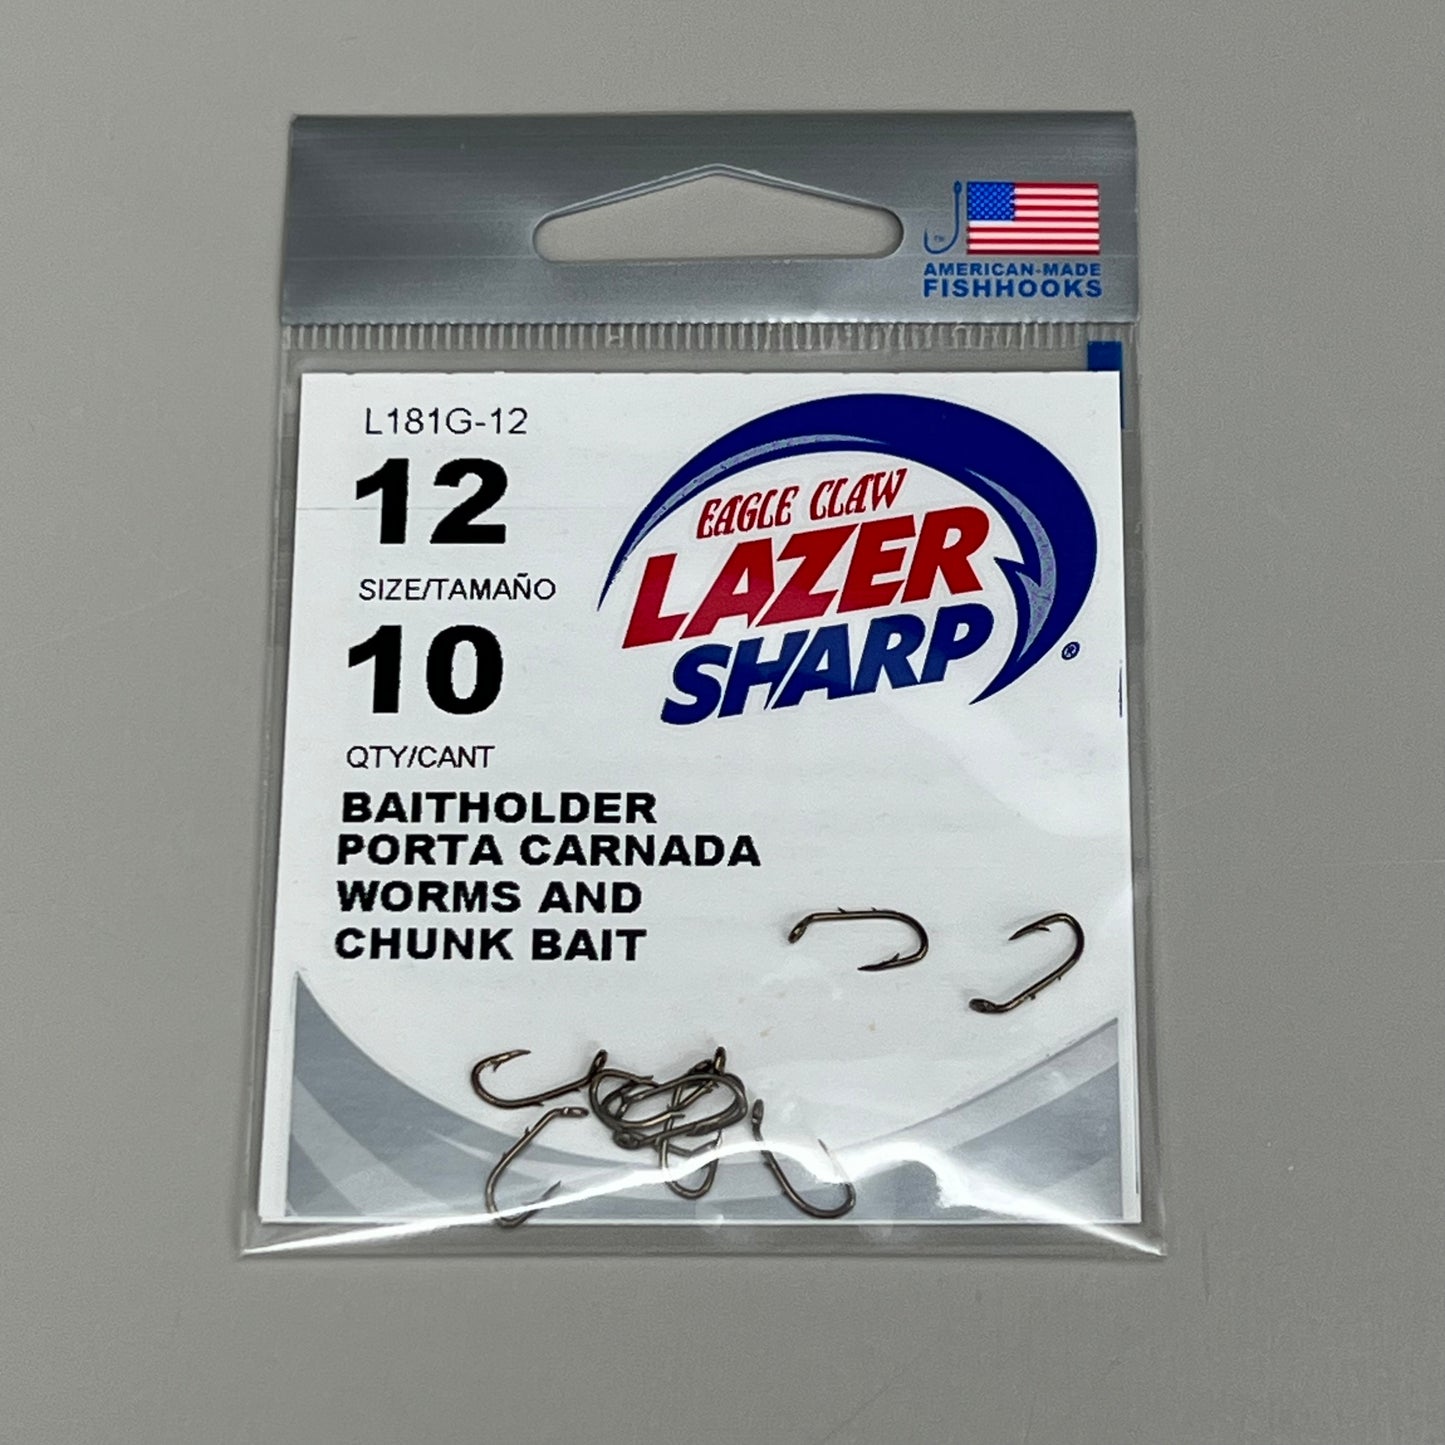 AMERICAN-MADE
FISHHOOKS
L181G-12
12
SIZE/TAMAÑO
10
QTY/CANT
EAGLE CLAW
LAZER
SHARP
®
BAITHOLDER
PORTA CARNADA
WORMS AND
CHUNK BAIT